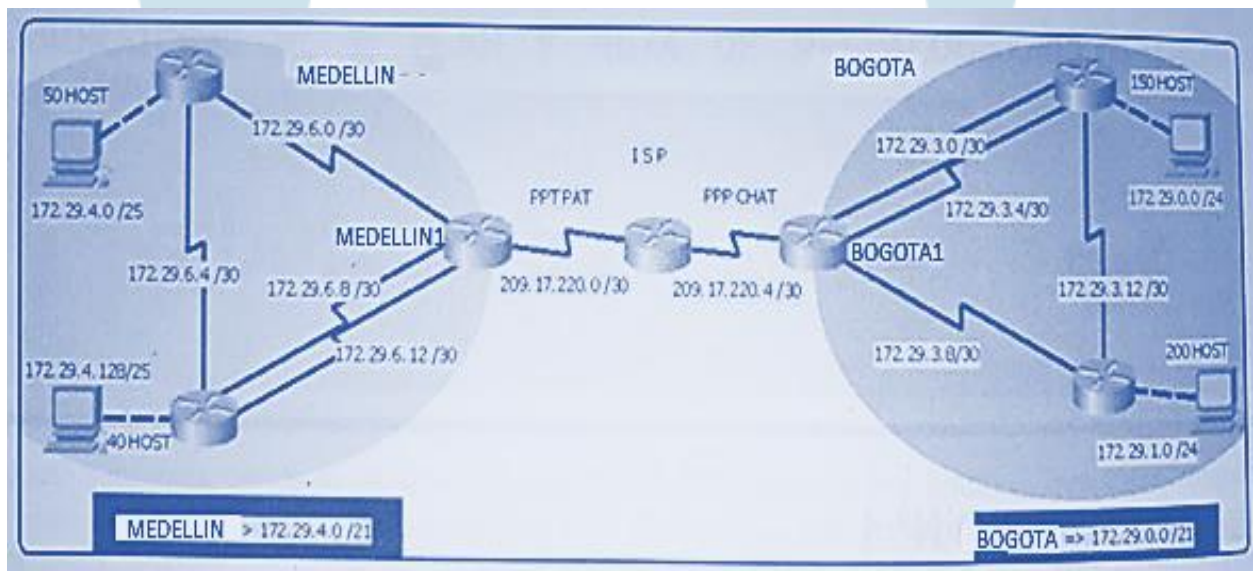 MEDELLIN - -
50 HOST
172.29.6.0 /30
172.29.4.0 /25
172.29.6.4 /30
MEDELLIN1
172.29.6.8 /30
172.29.6.12 /30
172.29.4.128/25
40 HOST
MEDELLIN > 172.29.4.0 /21
ISP
PPTPAT
PPP CHAT
209.17.220.0 /30
209.17.220.4 /30
BOGOTA
150 HOST
172.29.3.0 /30
172.29.3.4/30
172.29.0.0 /24
BOGOTA1
172.29.3.12 /30
172.29.3.8/30
200 HOST
172.29.1.0 /24
BOGOTA => 172.29.0.0 /21